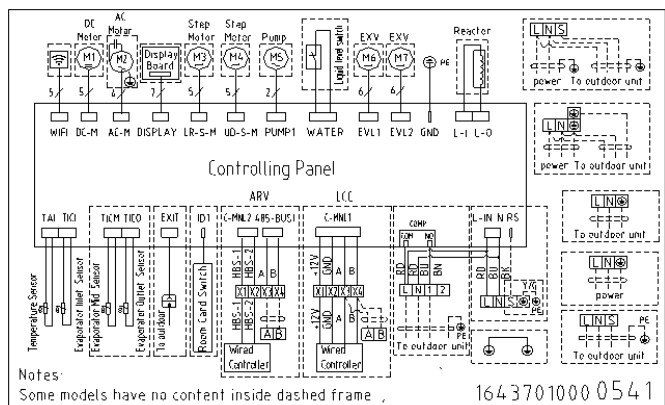 DC Motor
AC Motor
Display Board
Step Motor
Step Motor
Pump
Liquid level switch
EXV
EXV
Reacter
M1
M2
M3
M4
M5
M6
M7
PE
5
5
4
7
5
5
2
6
6
WIFI
DC-M
AC-M
DISPLAY
LR-S-M
UD-S-M
PUMP1
WATER
EVL1
EVL2
GND
L-I
L-O
Controlling Panel
TA1
TIC1
TICM
TICO
EXIT
ID1
ARV
C-MNL2
485-BUS1
LCC
C-MNL1
COMP
COM
NO
L-IN
N
RS
Temperature Sensor
Evaporator Inlet Sensor
Evaporator Mid Sensor
Evaporator Outlet Sensor
To outdoor
Room Card Switch
HBS-1
HBS-2
A
B
X1 X2 X3 X4
HBS-1
HBS-2
A B
Wired Controller
+12V
GND
A
B
X1 X2 X3 X4
+12V
GND
A
B
A B
Wired Controller
RD
RD
BU
BN
L N 1 2
PE
To outdoor unit
RD
BU
BK
Y/G
L N S
PE
L N S
power
To outdoor unit
L N
power
To outdoor unit
L N
To outdoor unit
L N
power
L N S
PE
To outdoor unit
Notes:
Some models have no content inside dashed frame
1643701000 0541